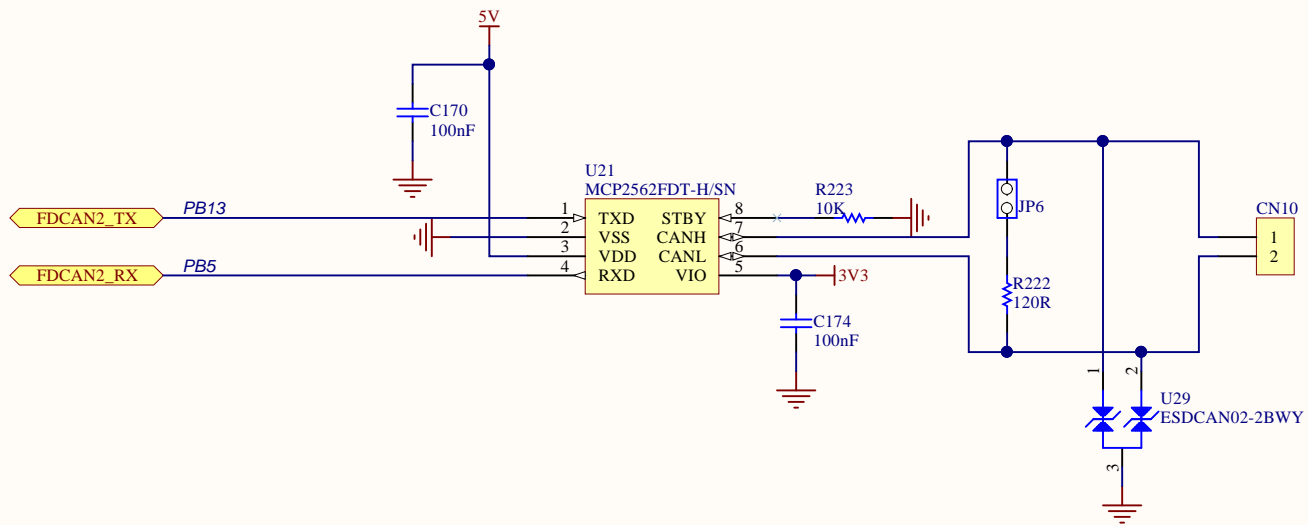 5V
C170
100nF
U21
MCP2562FDT-H/SN
FDCAN2_TX
PB13
FDCAN2_RX
PB5
1
TXD
2
VSS
3
VDD
4
RXD
STBY
8
CANH
7
CANL
6
VIO
5
R223
10K
3V3
C174
100nF
JP6
R222
120R
CN10
1
2
1
2
3
U29
ESDCAN02-2BWY